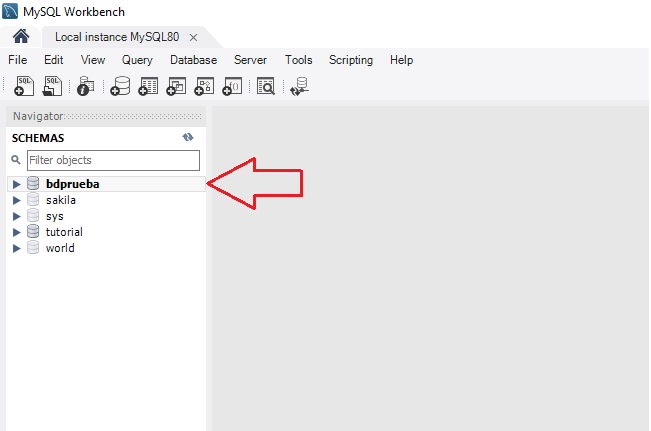 MySQL Workbench
Local instance MySQL80
File Edit View Query Database Server Tools Scripting Help
SQL SQL
Navigator
SCHEMAS
Filter objects
bdprueba
sakila
sys
tutorial
world